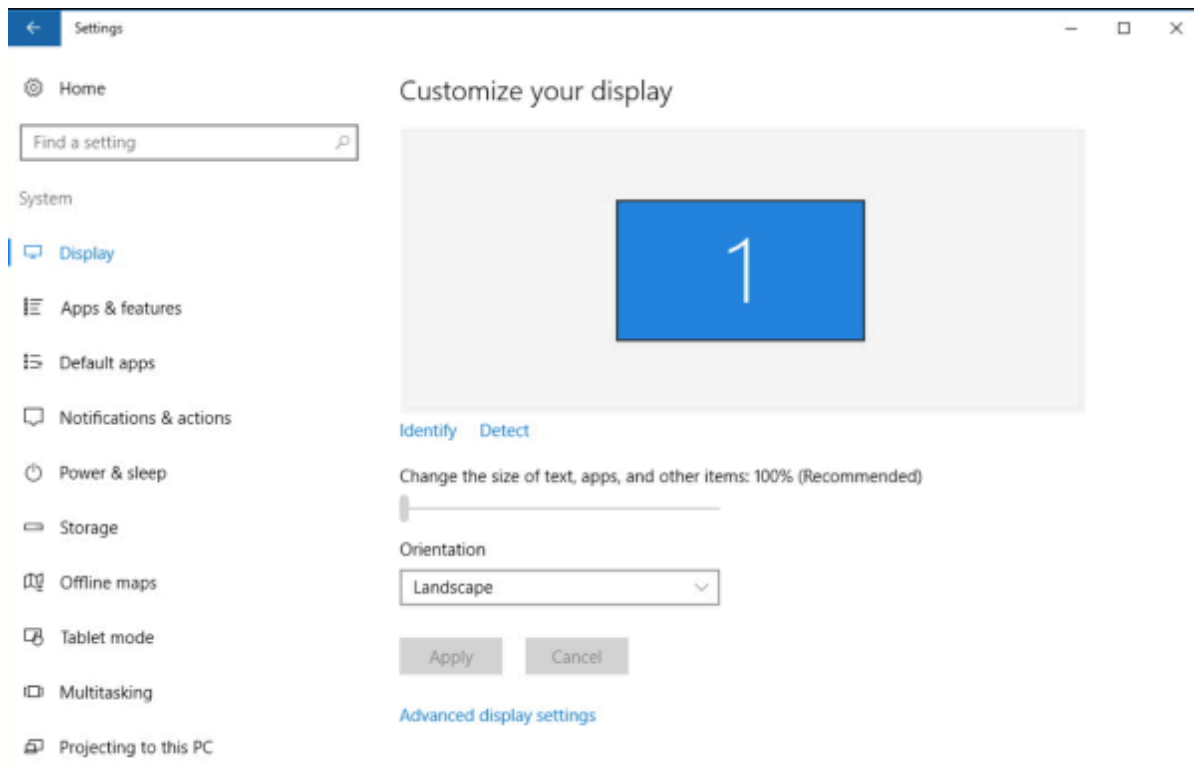 Settings
Home
Find a setting
System
Display
Apps & features
Default apps
Notifications & actions
Power & sleep
Storage
Offline maps
Tablet mode
Multitasking
Projecting to this PC
Customize your display
1
Identify Detect
Change the size of text, apps, and other items: 100% (Recommended)
Orientation
Landscape
Apply Cancel
Advanced display settings